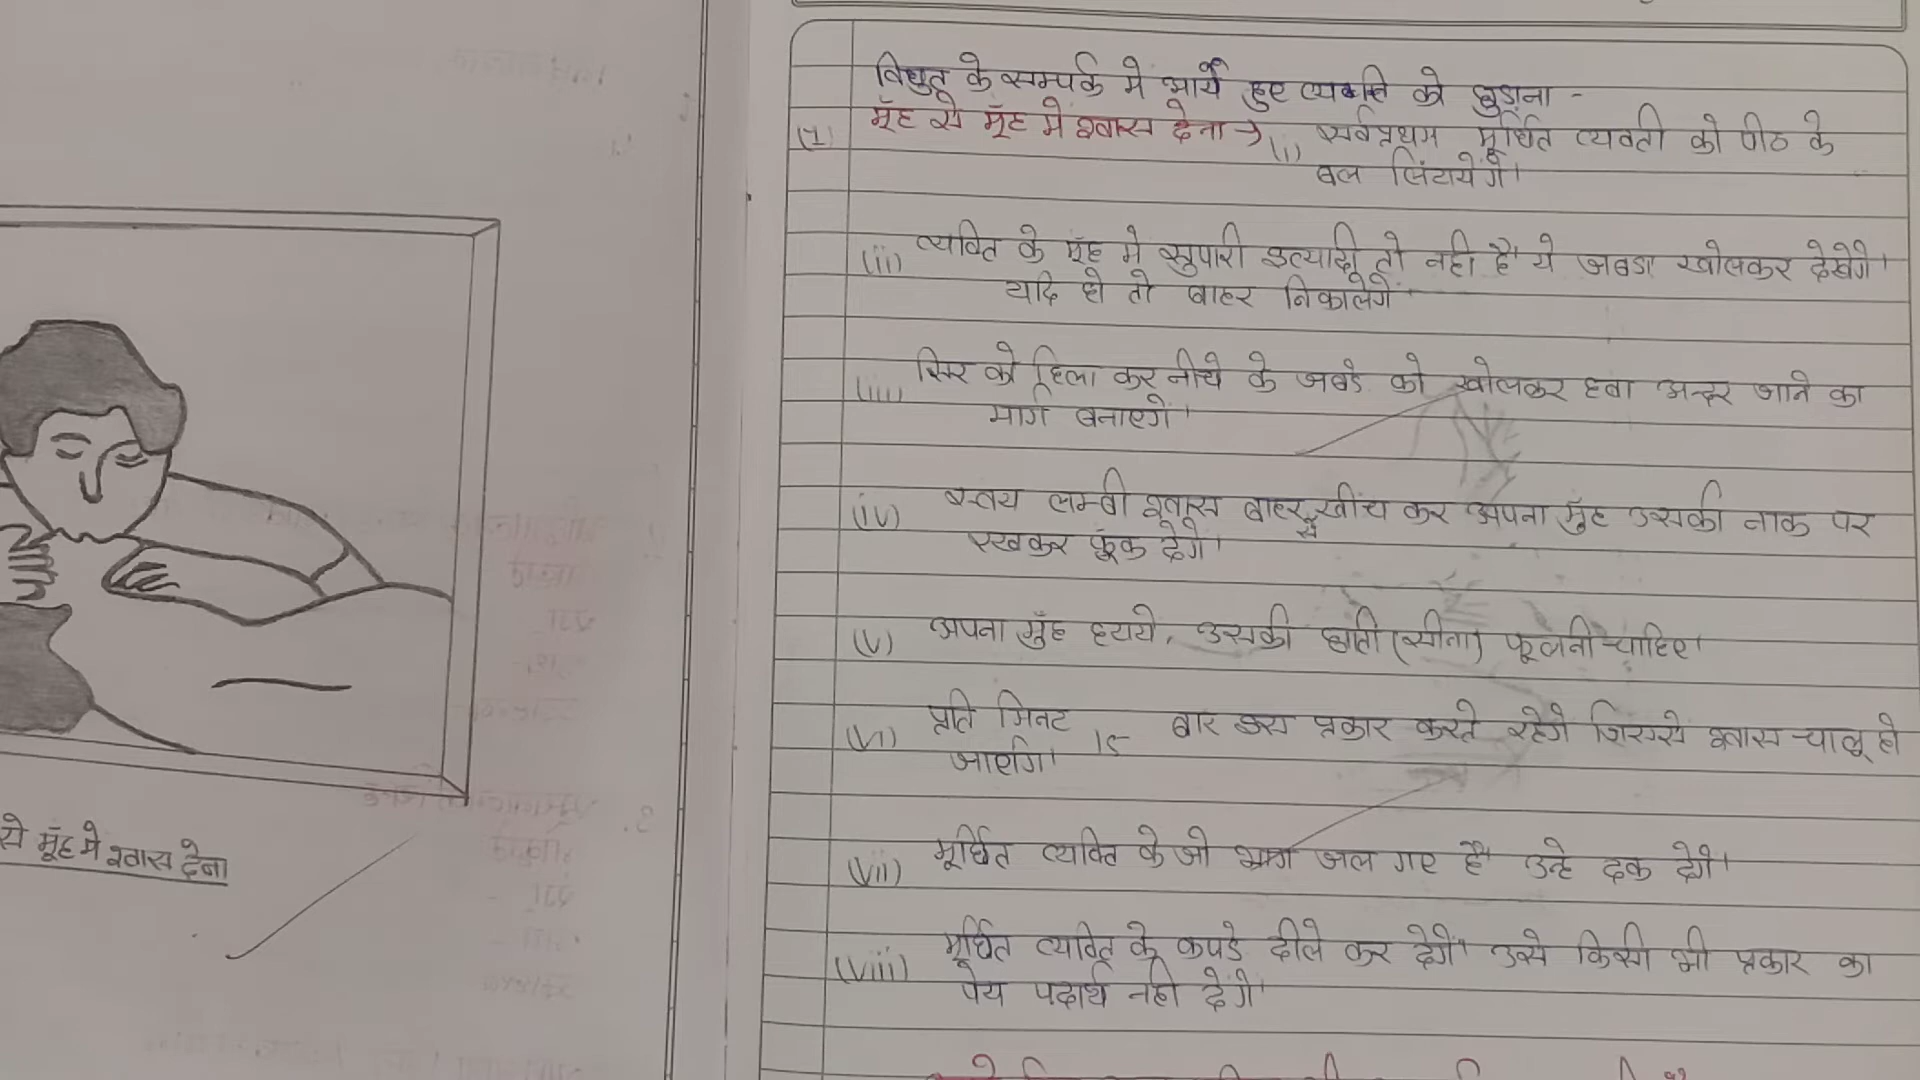 से मूँह मे श्वास देना
विधुत के सम्पर्क मे आये हुए व्यक्ति को छुडाना -
(1) मूँह से मूँह मे श्वास देना → (i) सर्वप्रथम मूर्छित व्यक्ती को पीठ के
बल लिटायेगे।
(ii) व्यक्ति के मूँह मे सुपारी इत्यादि तो नही है ये जबडा खोलकर देखेगे।
यदि हो तो बाहर निकालेगे
(iii) सिर को हिला कर नीचे के जबडे को खोलकर हवा अन्दर जाने का
मार्ग बनाएगे।
(iv) स्वय लम्बी श्वास बाहर से खींच कर अपना मुँह उसकी नाक पर
रखकर फूक देगे।
(v) अपना मुँह हटाये, उसकी छाती (सीना) फूलनी चाहिए।
(vi) प्रति मिनट 15 बार इस प्रकार करते रहेगे जिससे श्वास चालू हो
जाएगि।
(vii) मूर्छित व्यक्ति के जो भाग जल गए है उन्हे ढक देगे।
(viii) मूर्छित व्यक्ति के कपडे ढीले कर देगे। उसे किसी भी प्रकार का
पेय पदार्थ नही देगे।